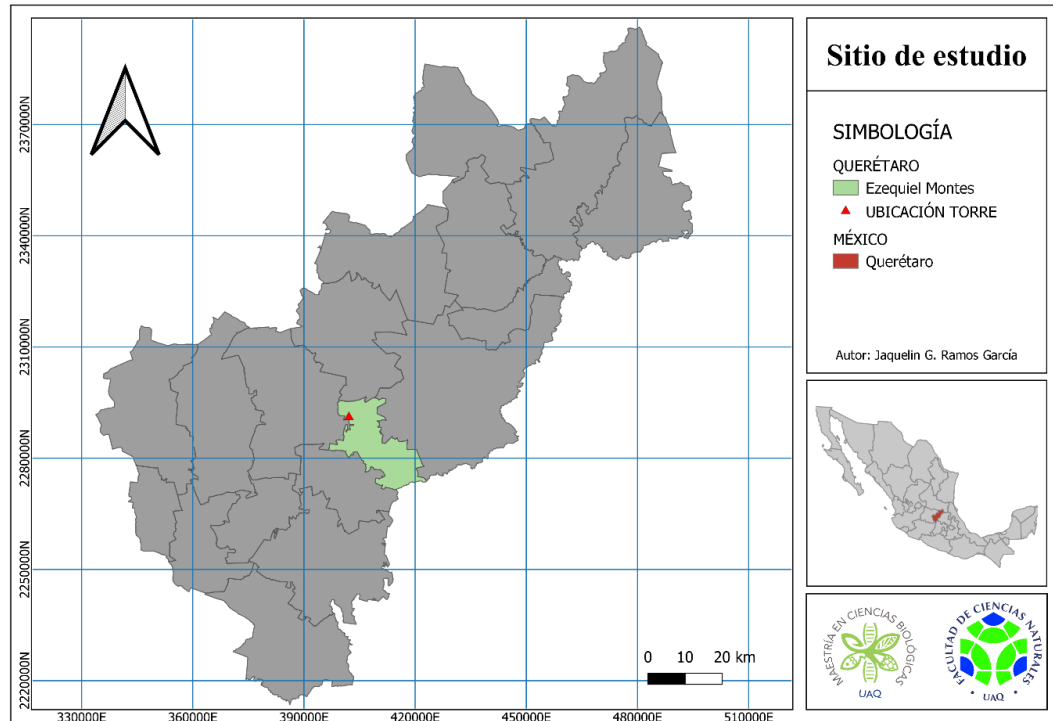 Sitio de estudio
SIMBOLOGÍA
QUERÉTARO
Ezequiel Montes
UBICACIÓN TORRE
MÉXICO
Querétaro
Autor: Jaquelin G. Ramos García
2370000N
2340000N
2310000N
2280000N
2250000N
2220000N
330000E
360000E
390000E
420000E
450000E
480000E
510000E
0 10 20 km
MAESTRÍA EN CIENCIAS BIOLÓGICAS
UAQ
FACULTAD DE CIENCIAS NATURALES
• UAQ •